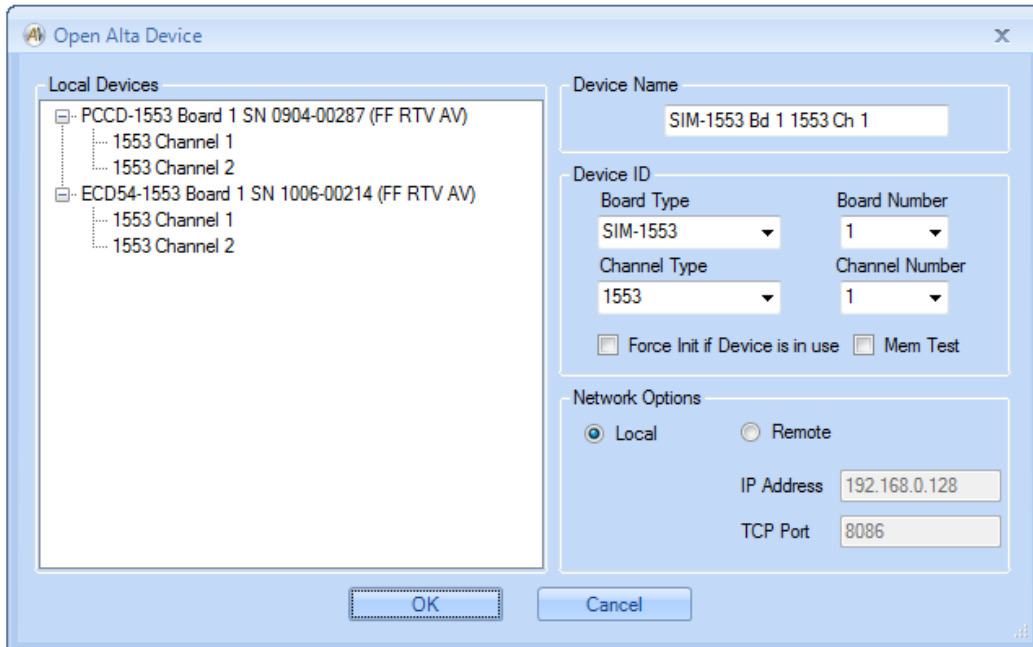 Open Alta Device
Local Devices
PCCD-1553 Board 1 SN 0904-00287 (FF RTV AV)
1553 Channel 1
1553 Channel 2
ECD54-1553 Board 1 SN 1006-00214 (FF RTV AV)
1553 Channel 1
1553 Channel 2
Device Name
SIM-1553 Bd 1 1553 Ch 1
Device ID
Board Type Board Number
SIM-1553 1
Channel Type Channel Number
1553 1
Force Init if Device is in use Mem Test
Network Options
Local Remote
IP Address 192.168.0.128
TCP Port 8086
OK Cancel